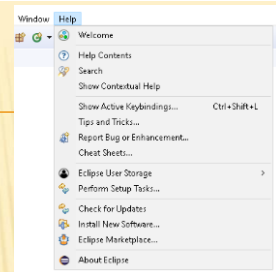 Window Help
Welcome
Help Contents
Search
Show Contextual Help
Show Active Keybindings... Ctrl+Shift+L
Tips and Tricks...
Report Bug or Enhancement...
Cheat Sheets...
Eclipse User Storage
Perform Setup Tasks...
Check for Updates
Install New Software...
Eclipse Marketplace...
About Eclipse